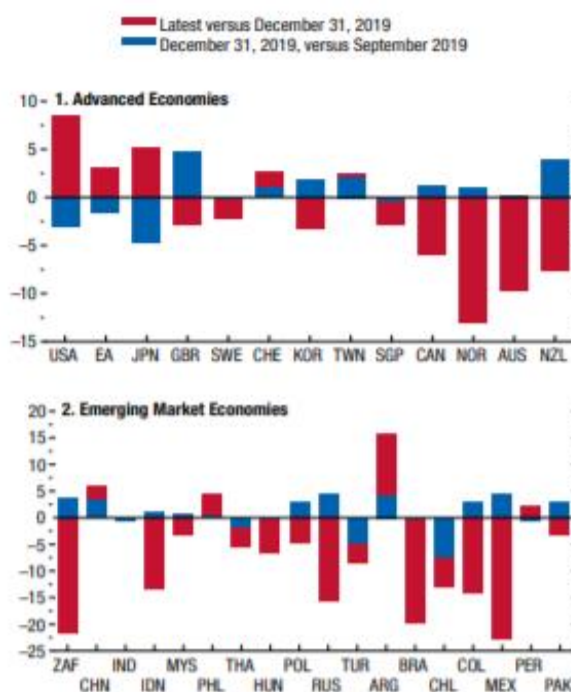 Latest versus December 31, 2019
December 31, 2019, versus September 2019
1. Advanced Economies
10
5
0
–5
–10
–15
USA EA JPN GBR SWE CHE KOR TWN SGP CAN NOR AUS NZL
2. Emerging Market Economies
20
15
10
5
0
–5
–10
–15
–20
–25
ZAF IND MYS THA POL TUR BRA COL PER
CHN IDN PHL HUN RUS ARG CHL MEX PAK